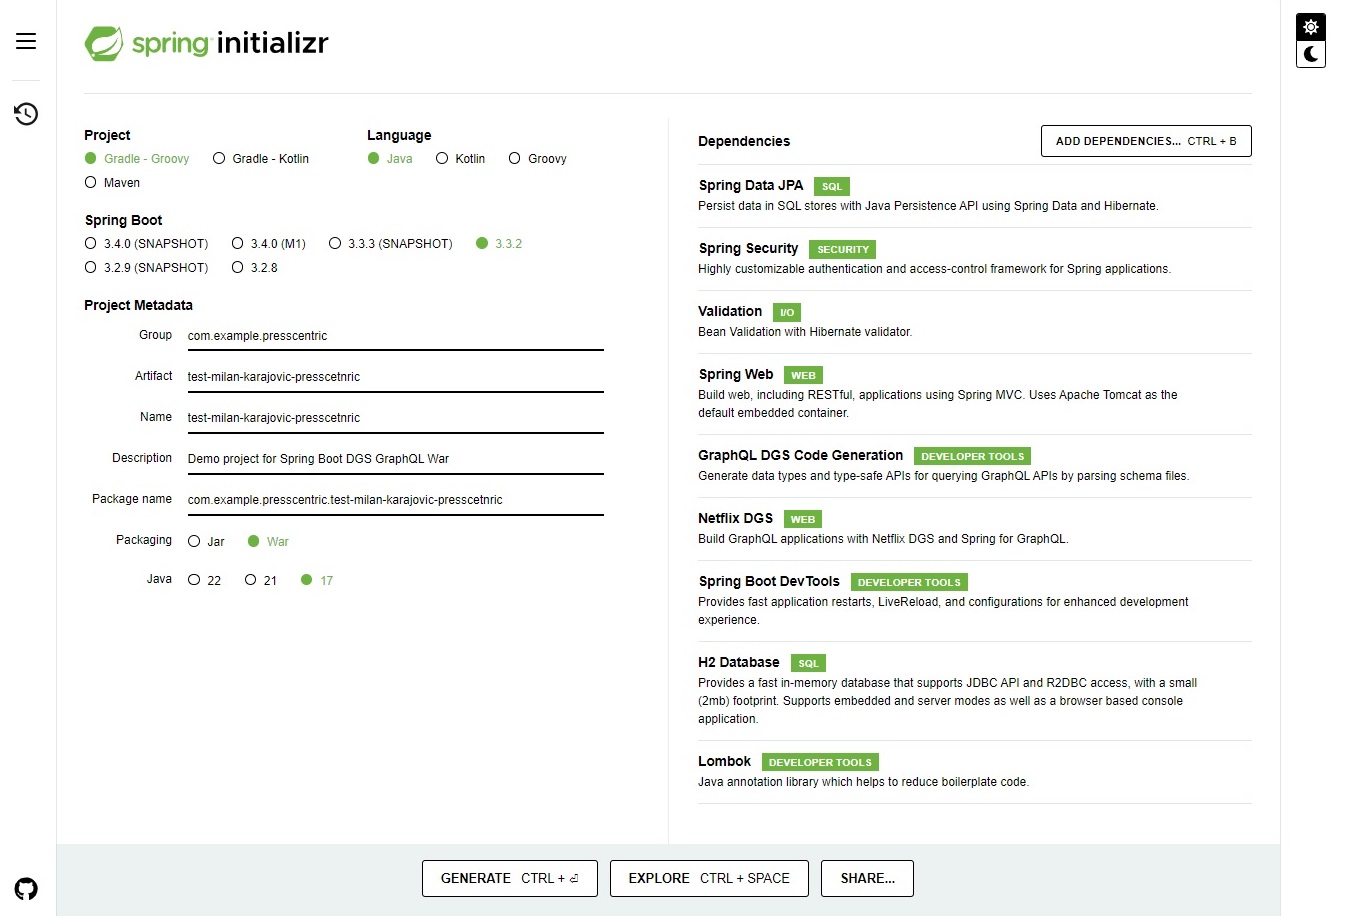 spring initializr
Project
Gradle - Groovy Gradle - Kotlin
Maven
Language
Java Kotlin Groovy
Spring Boot
3.4.0 (SNAPSHOT) 3.4.0 (M1) 3.3.3 (SNAPSHOT) 3.3.2
3.2.9 (SNAPSHOT) 3.2.8
Project Metadata
Group com.example.presscentric
Artifact test-milan-karajovic-presscetnric
Name test-milan-karajovic-presscetnric
Description Demo project for Spring Boot DGS GraphQL War
Package name com.example.presscentric.test-milan-karajovic-presscetnric
Packaging Jar War
Java 22 21 17
Dependencies ADD DEPENDENCIES... CTRL + B
Spring Data JPA SQL
Persist data in SQL stores with Java Persistence API using Spring Data and Hibernate.
Spring Security SECURITY
Highly customizable authentication and access-control framework for Spring applications.
Validation I/O
Bean Validation with Hibernate validator.
Spring Web WEB
Build web, including RESTful, applications using Spring MVC. Uses Apache Tomcat as the
default embedded container.
GraphQL DGS Code Generation DEVELOPER TOOLS
Generate data types and type-safe APIs for querying GraphQL APIs by parsing schema files.
Netflix DGS WEB
Build GraphQL applications with Netflix DGS and Spring for GraphQL.
Spring Boot DevTools DEVELOPER TOOLS
Provides fast application restarts, LiveReload, and configurations for enhanced development
experience.
H2 Database SQL
Provides a fast in-memory database that supports JDBC API and R2DBC access, with a small
(2mb) footprint. Supports embedded and server modes as well as a browser based console
application.
Lombok DEVELOPER TOOLS
Java annotation library which helps to reduce boilerplate code.
GENERATE CTRL + ⏎ EXPLORE CTRL + SPACE SHARE...